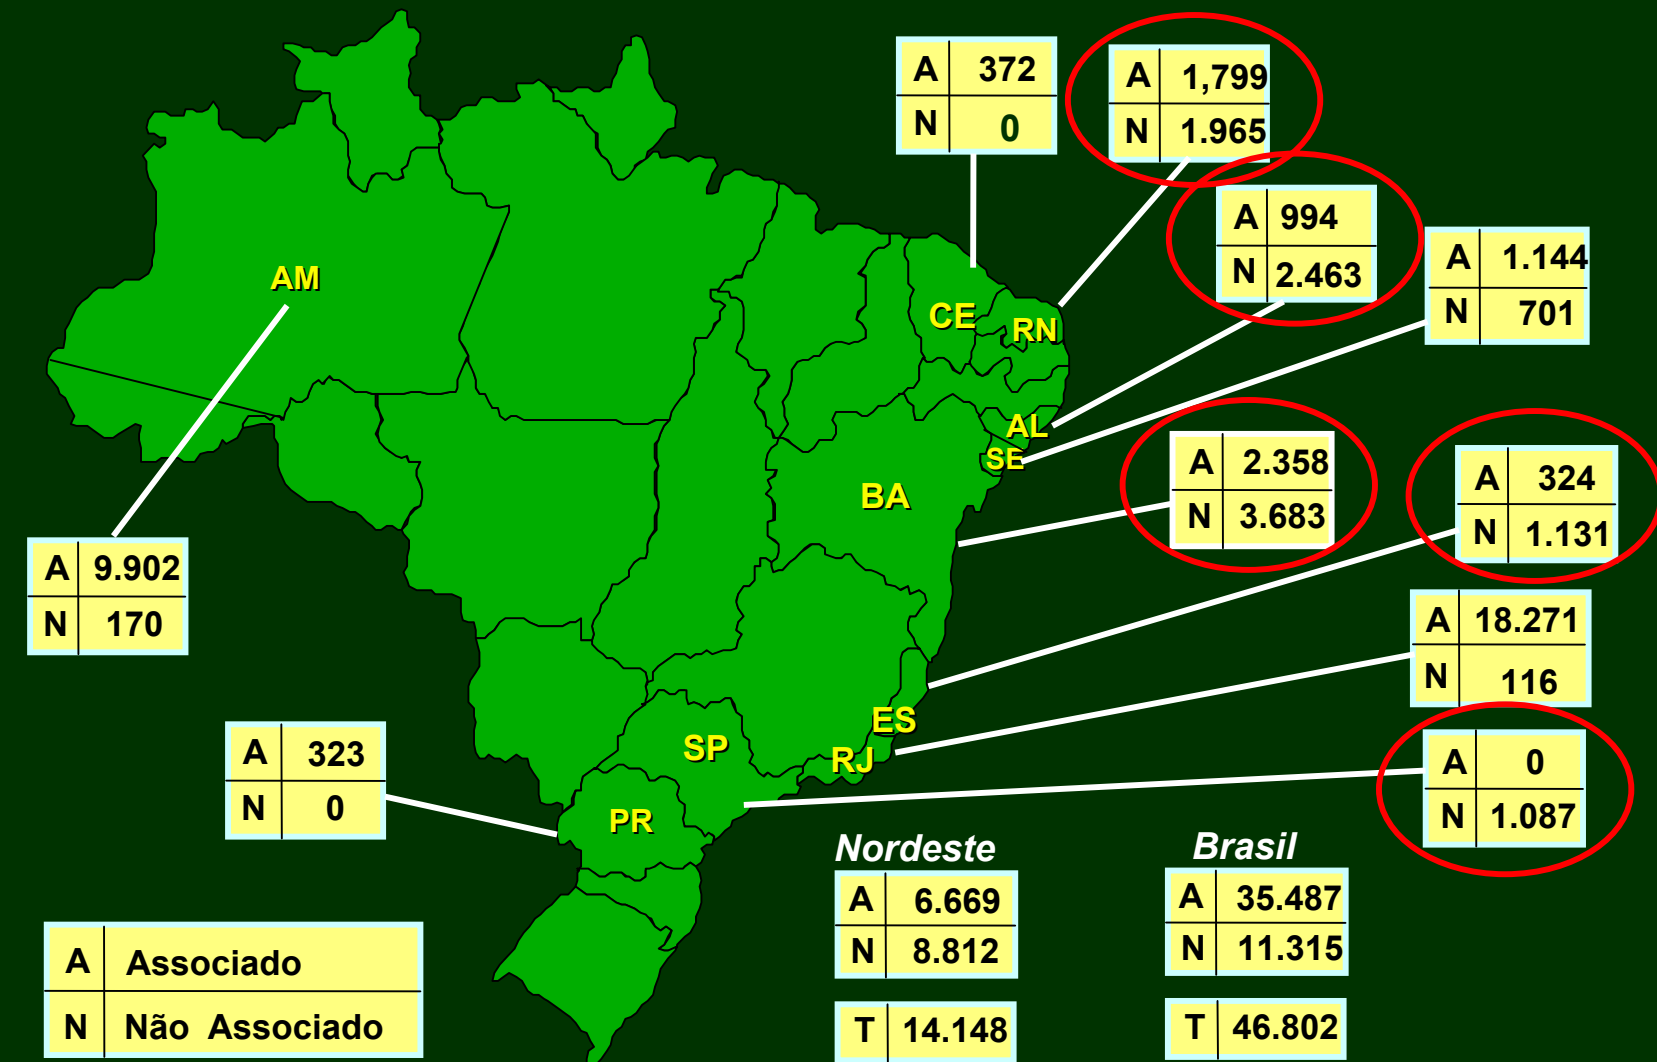 A 372
N 0
A 1,799
N 1.965
A 994
N 2.463
A 1.144
N 701
AM
CE
RN
AL
SE
BA
A 2.358
N 3.683
A 324
N 1.131
A 9.902
N 170
A 18.271
N 116
ES
SP
RJ
PR
A 323
N 0
A 0
N 1.087
Nordeste
A 6.669
N 8.812
T 14.148
Brasil
A 35.487
N 11.315
T 46.802
A Associado
N Não Associado